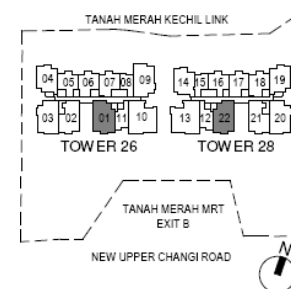 TANAH MERAH KECHIL LINK
04 05 06 07 08 09 14 15 16 17 18 19
03 02 01 11 10 13 12 22 21 20
TOWER 26 TOWER 28
TANAH MERAH MRT
EXIT B
NEW UPPER CHANGI ROAD
N